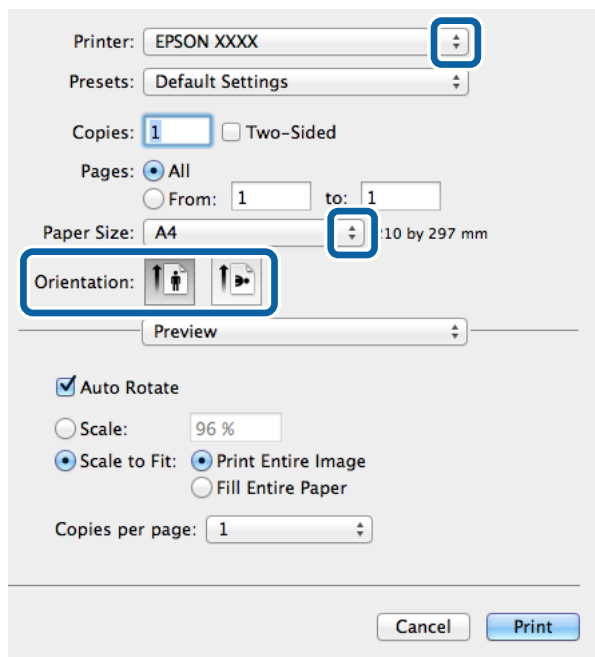 Printer: EPSON XXXX
Presets: Default Settings
Copies: 1 Two-Sided
Pages: All
From: 1 to: 1
Paper Size: A4 210 by 297 mm
Orientation:
Preview
Auto Rotate
Scale: 96 %
Scale to Fit: Print Entire Image
Fill Entire Paper
Copies per page: 1
Cancel Print